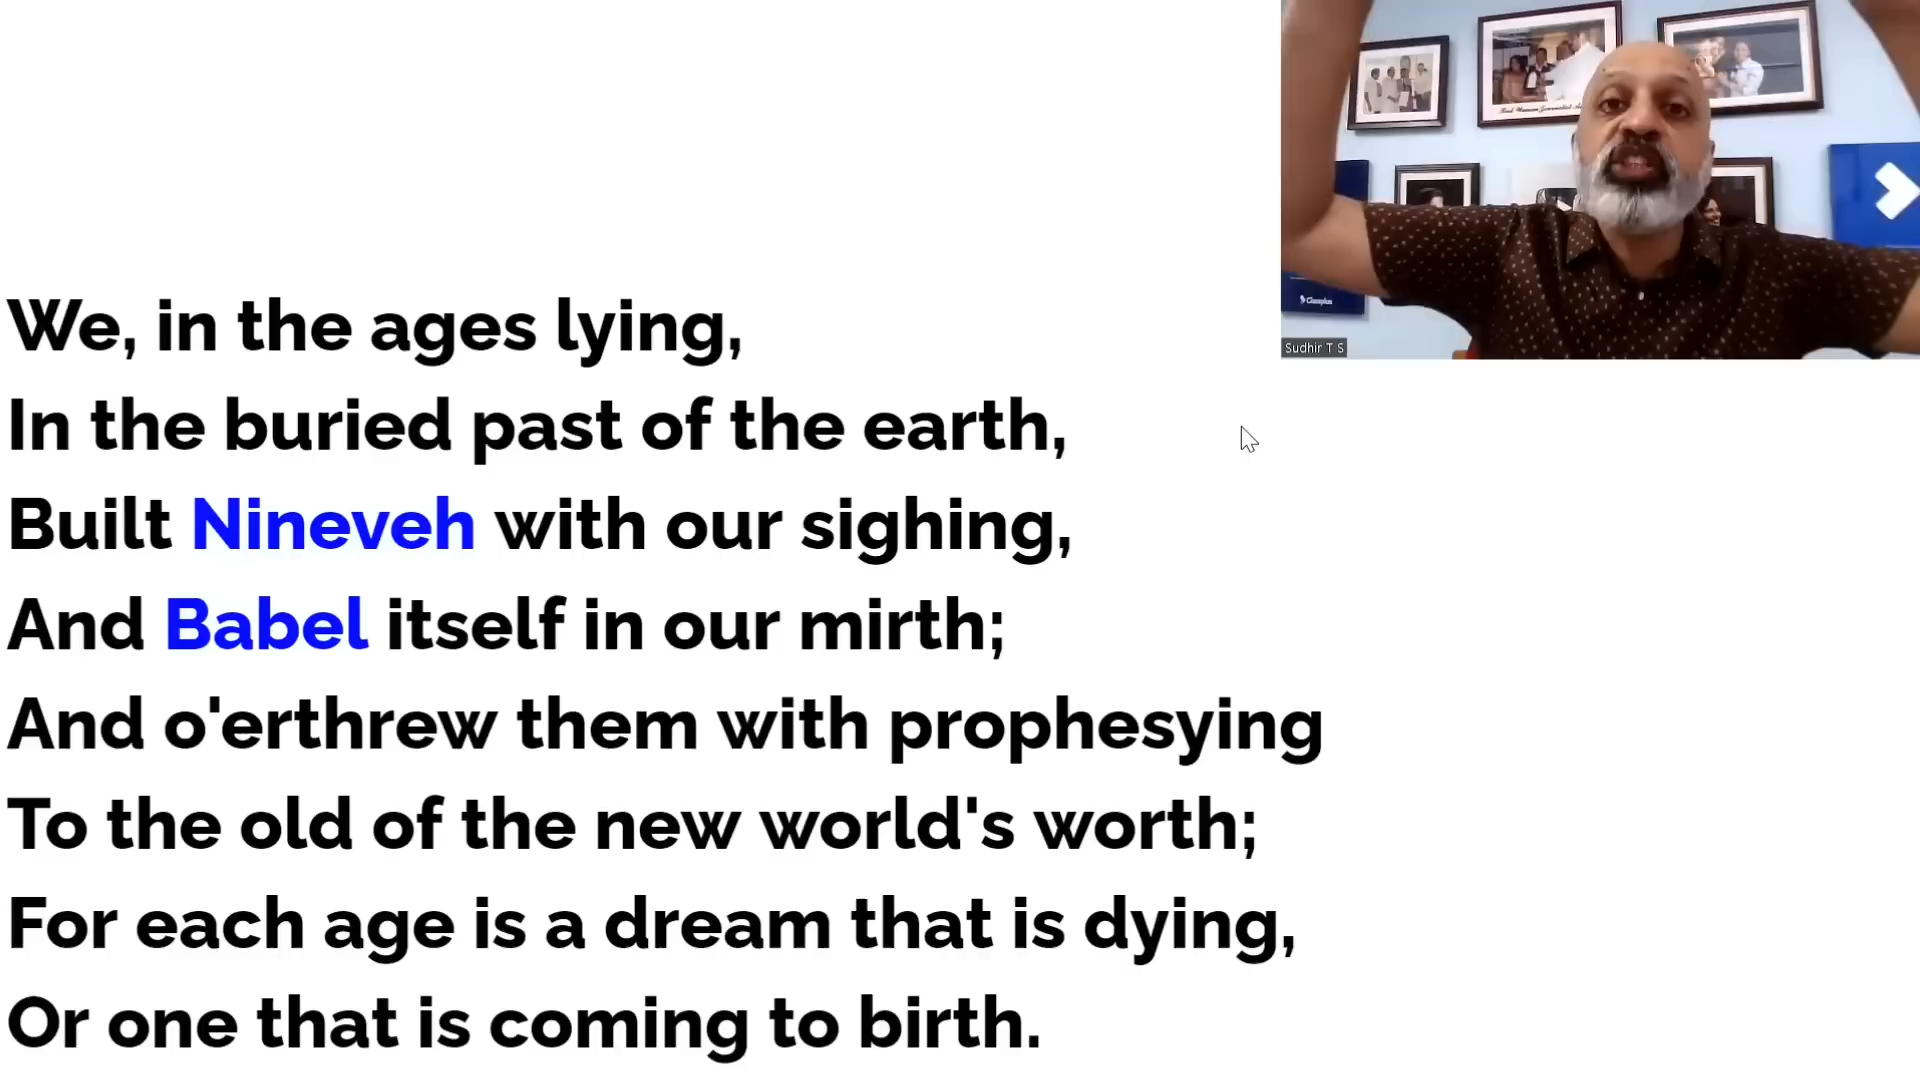 We, in the ages lying,
In the buried past of the earth,
Built Nineveh with our sighing,
And Babel itself in our mirth;
And o'erthrew them with prophesying
To the old of the new world's worth;
For each age is a dream that is dying,
Or one that is coming to birth.
Sudhir T S
Classplus